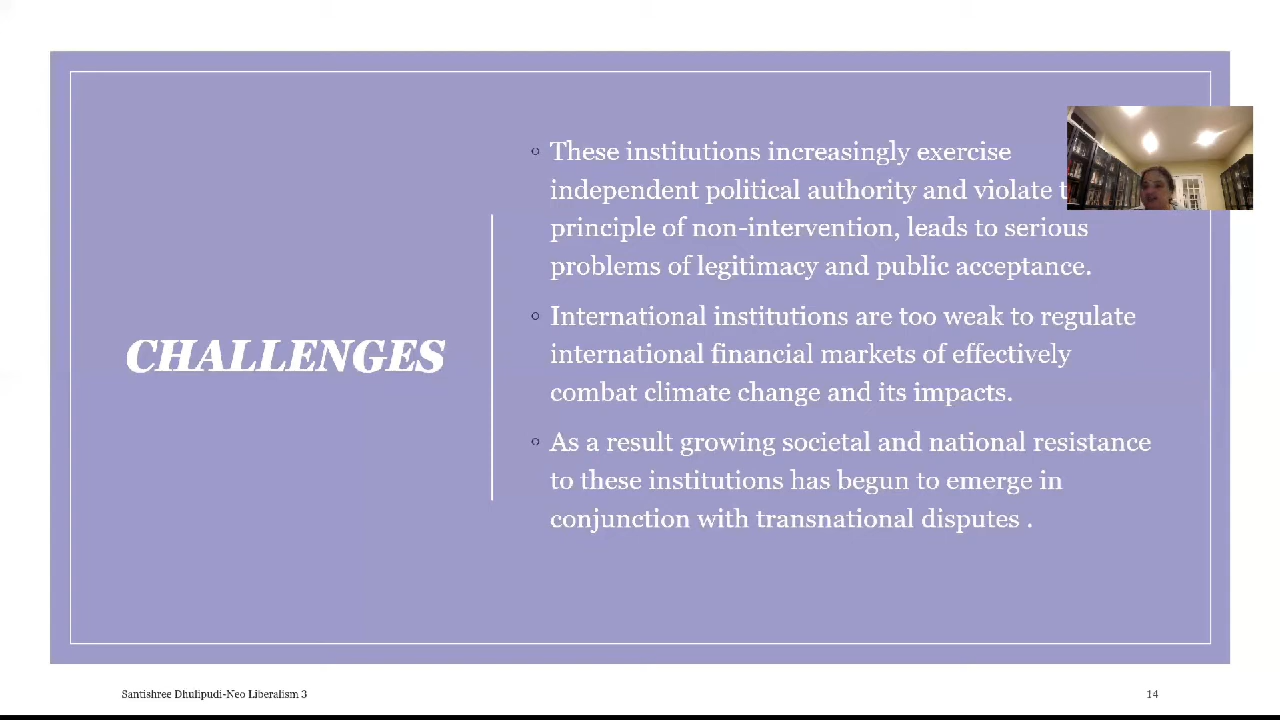 These institutions increasingly exercise
independent political authority and violate
principle of non-intervention, leads to serious
problems of legitimacy and public acceptance.
International institutions are too weak to regulate
international financial markets of effectively
combat climate change and its impacts.
As a result growing societal and national resistance
to these institutions has begun to emerge in
conjunction with transnational disputes .
CHALLENGES
Santishree Dhulipudi-Neo Liberalism 3
14